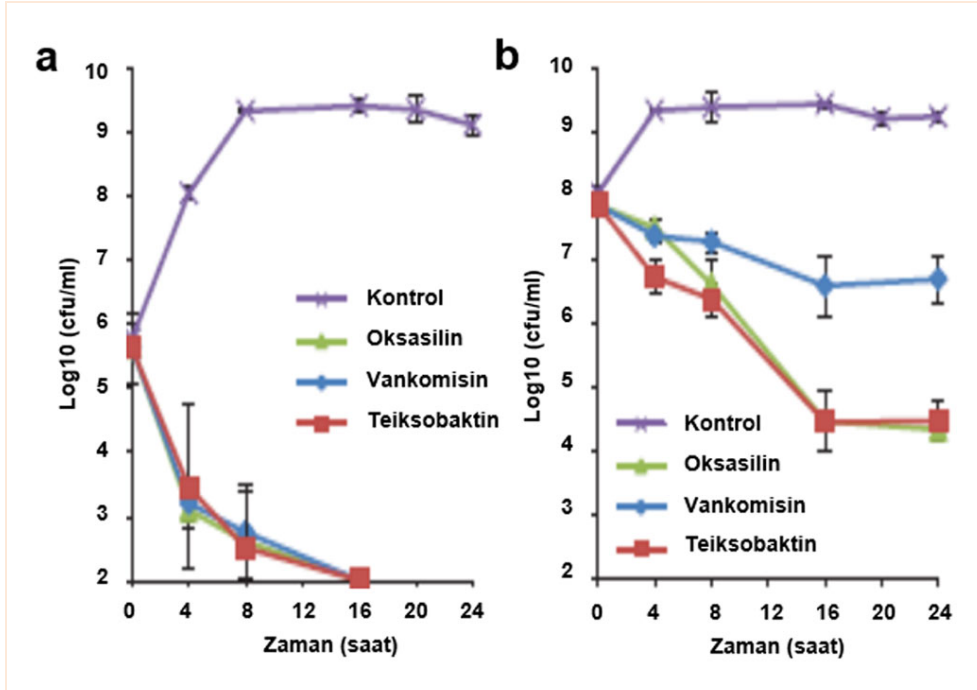 a
10
9
8
7
6
5
4
3
2
Log10 (cfu/ml)
Kontrol
Oksasilin
Vankomisin
Teiksobaktin
0 4 8 12 16 20 24
Zaman (saat)
b
10
9
8
7
6
5
4
3
2
Log10 (cfu/ml)
Kontrol
Oksasilin
Vankomisin
Teiksobaktin
0 4 8 12 16 20 24
Zaman (saat)